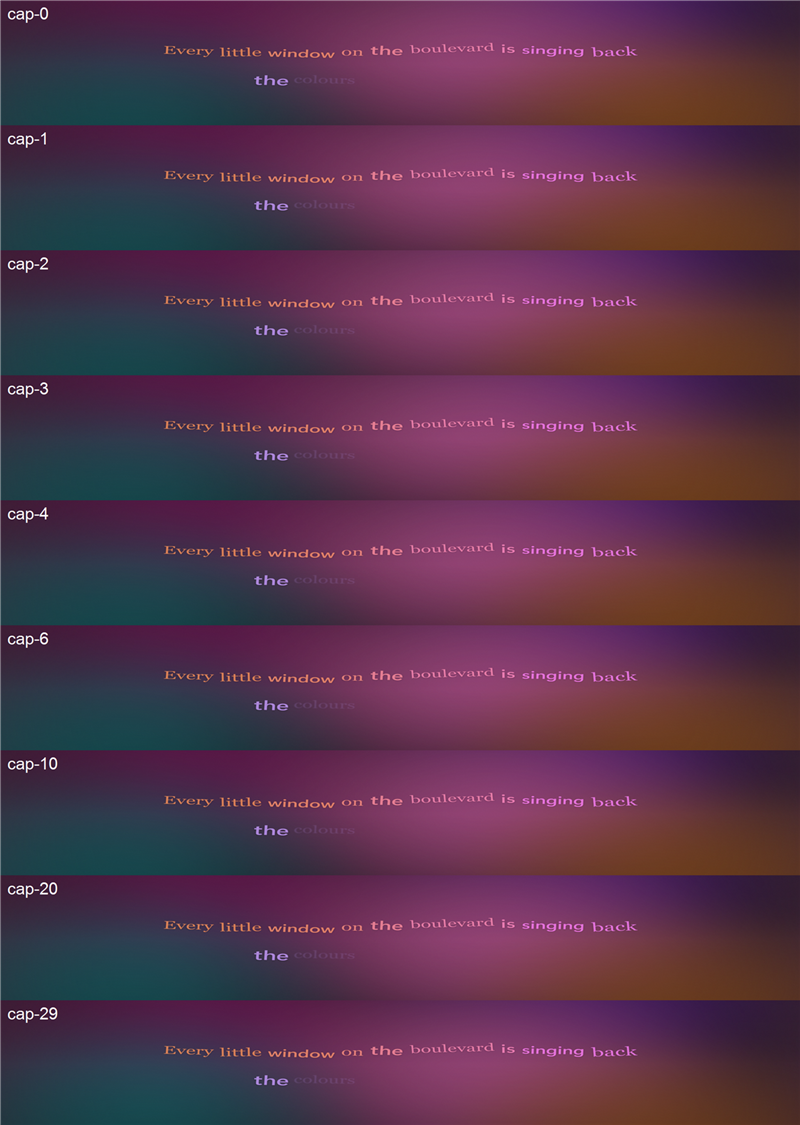 cap-0
Every little window on the boulevard is singing back
the colours
cap-1
Every little window on the boulevard is singing back
the colours
cap-2
Every little window on the boulevard is singing back
the colours
cap-3
Every little window on the boulevard is singing back
the colours
cap-4
Every little window on the boulevard is singing back
the colours
cap-6
Every little window on the boulevard is singing back
the colours
cap-10
Every little window on the boulevard is singing back
the colours
cap-20
Every little window on the boulevard is singing back
the colours
cap-29
Every little window on the boulevard is singing back
the colours